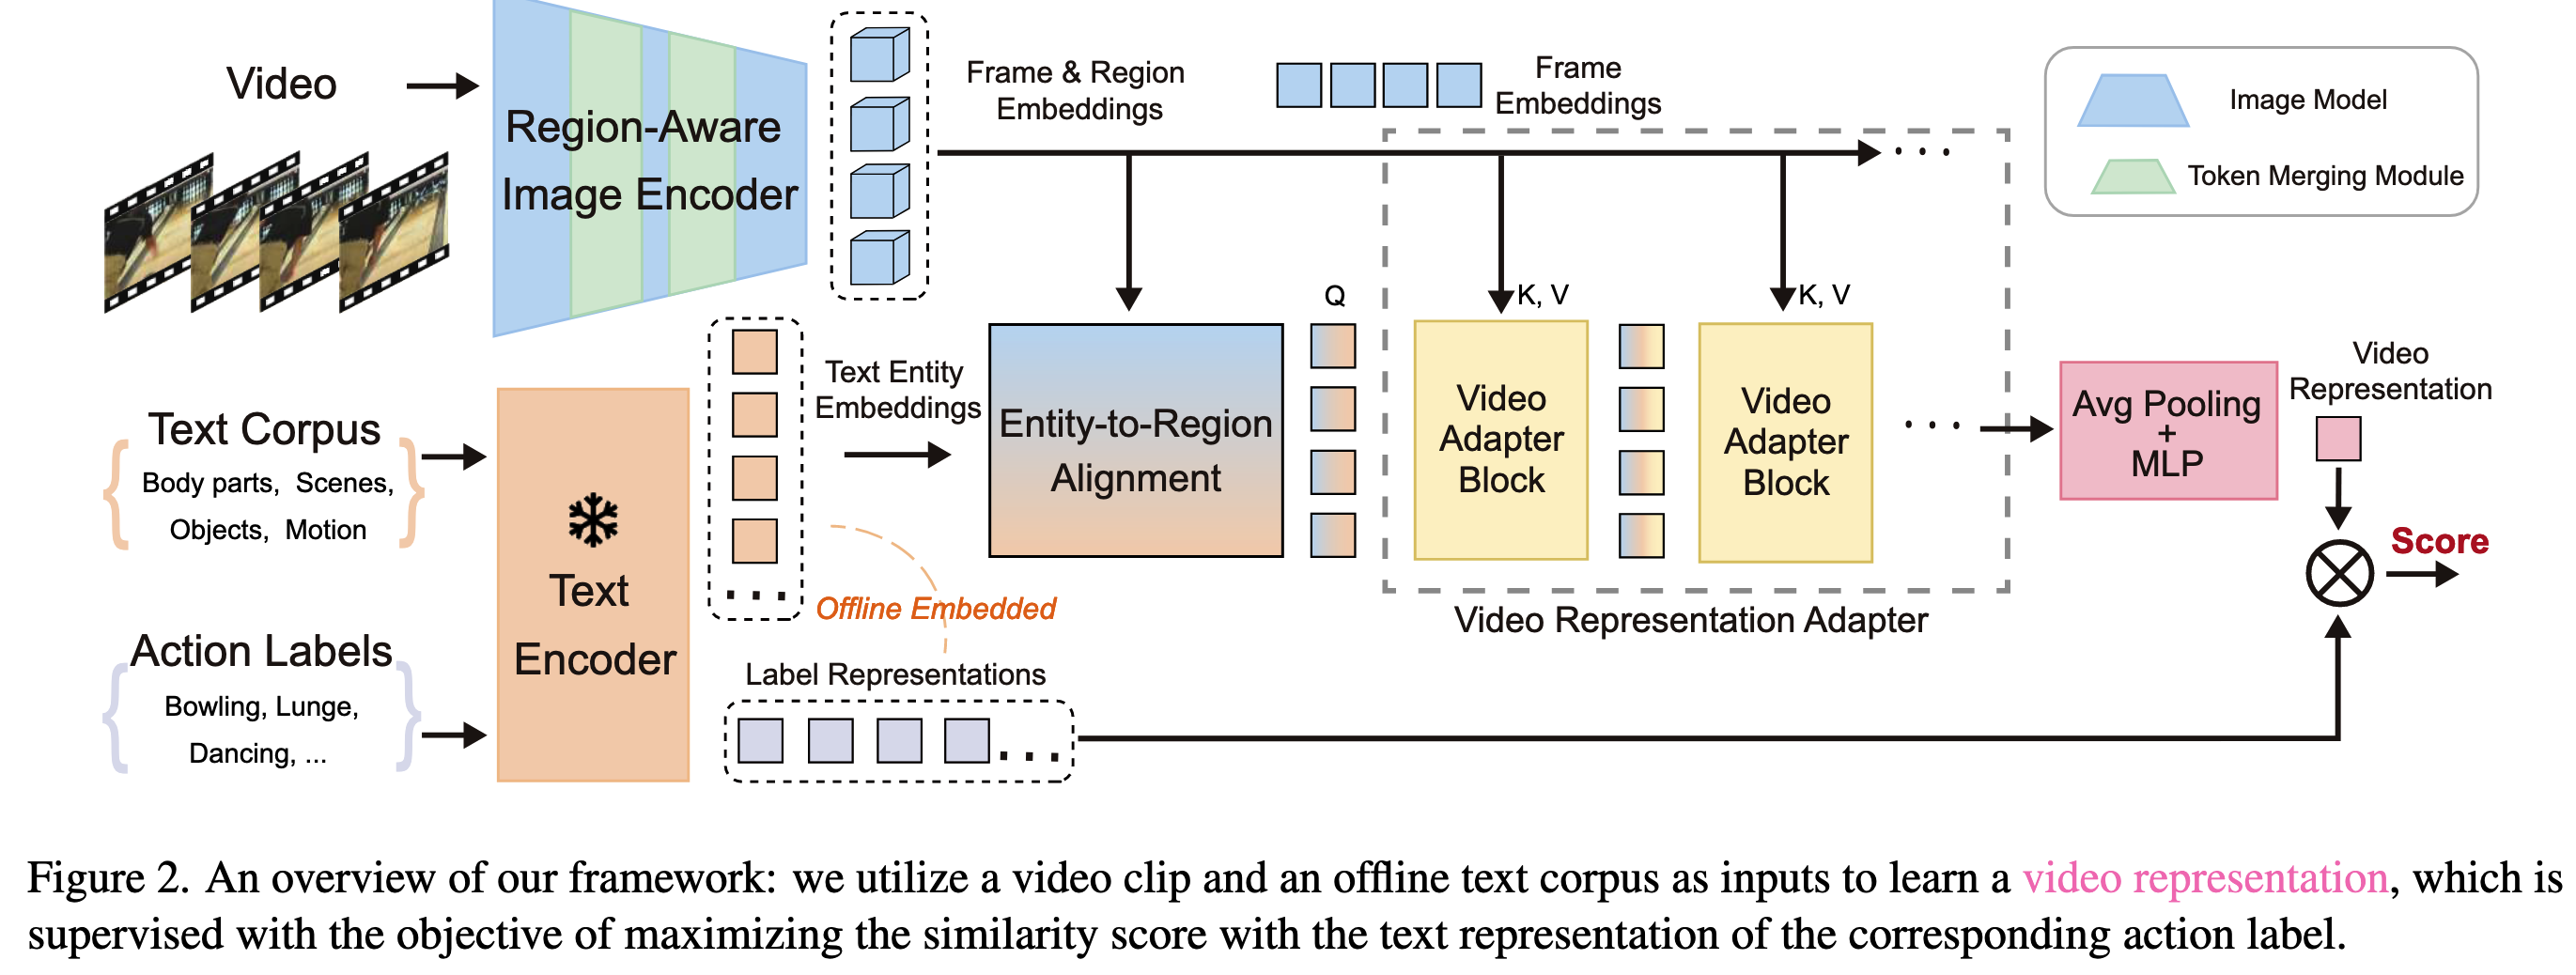 Video
Region-Aware
Image Encoder
Frame & Region
Embeddings
Frame
Embeddings
Image Model
Token Merging Module
Text Corpus
Body parts, Scenes,
Objects, Motion
Action Labels
Bowling, Lunge,
Dancing, ...
Text
Encoder
Text Entity
Embeddings
Offline Embedded
Label Representations
Entity-to-Region
Alignment
Q
K, V
K, V
Video
Adapter
Block
Video
Adapter
Block
Video Representation Adapter
Avg Pooling
+
MLP
Video
Representation
Score
Figure 2. An overview of our framework: we utilize a video clip and an offline text corpus as inputs to learn a video representation, which is
supervised with the objective of maximizing the similarity score with the text representation of the corresponding action label.